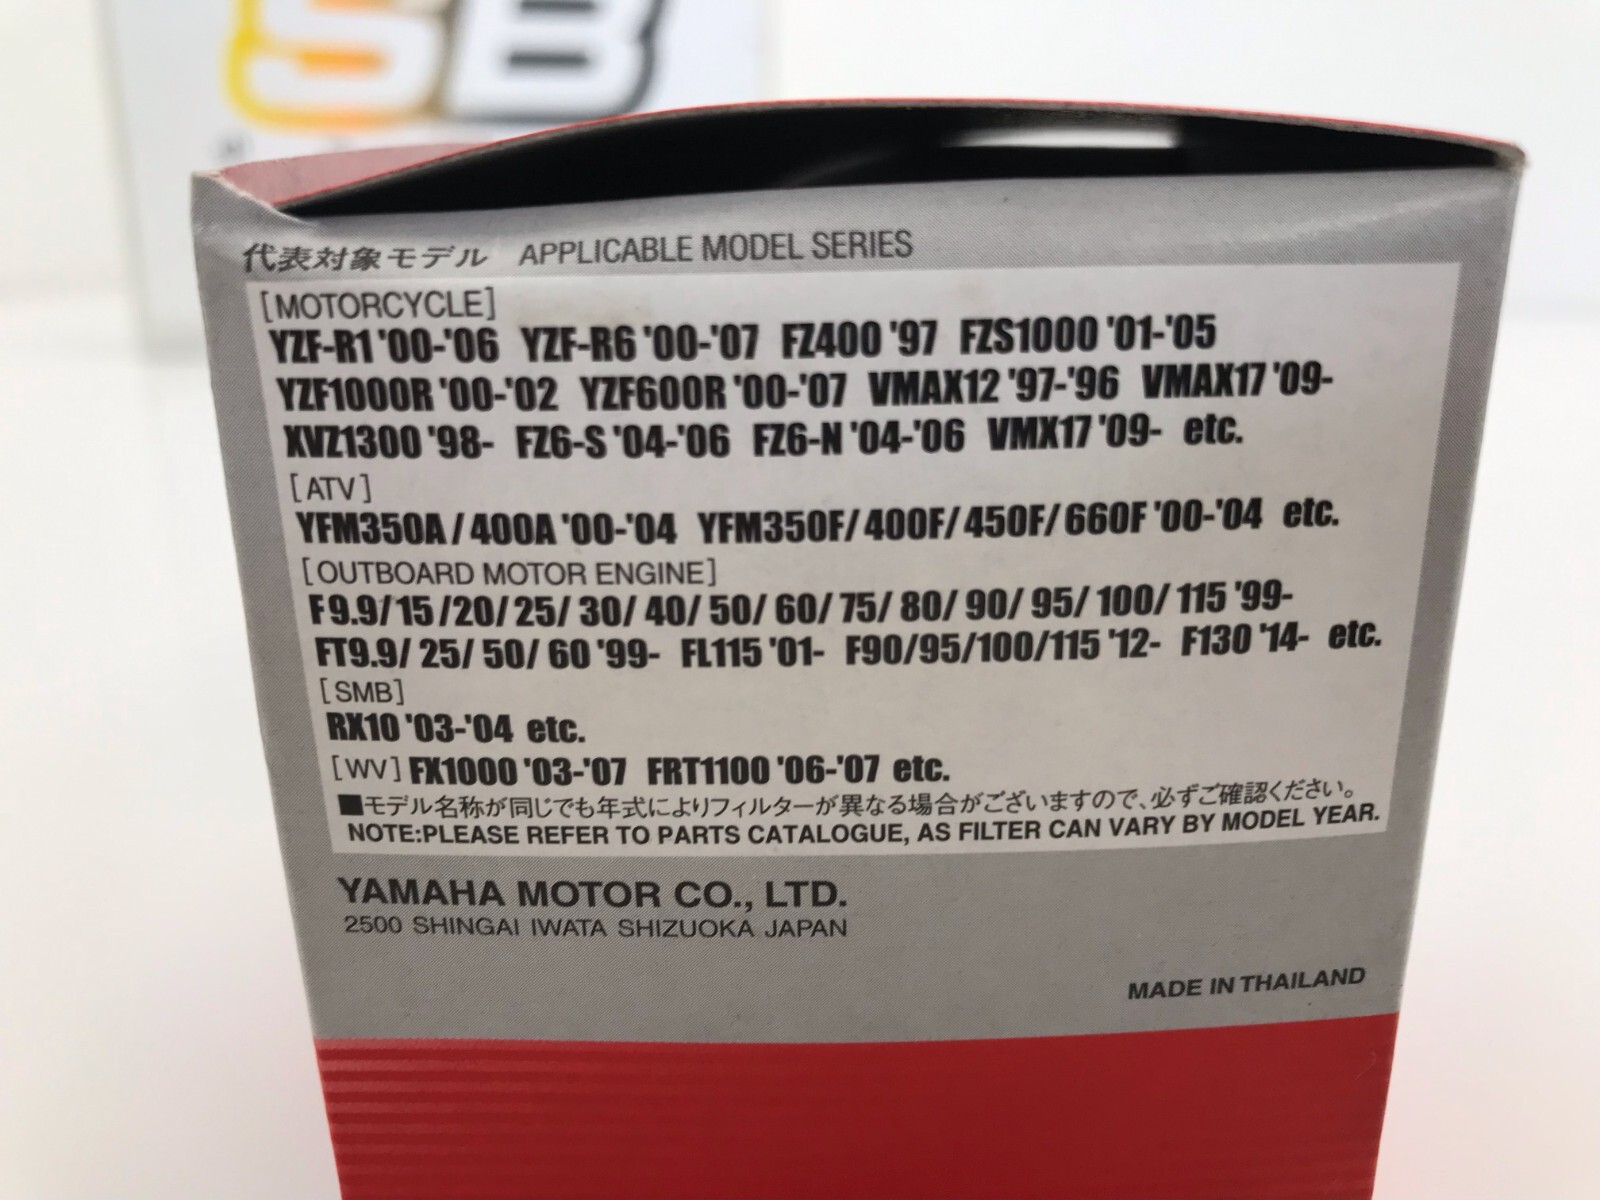 SB
代表対象モデル APPLICABLE MODEL SERIES
[MOTORCYCLE]
YZF-R1 '00-'06 YZF-R6 '00-'07 FZ400 '97 FZS1000 '01-'05
YZF1000R '00-'02 YZF600R '00-'07 VMAX12 '97-'96 VMAX17 '09-
XVZ1300 '98- FZ6-S '04-'06 FZ6-N '04-'06 VMX17 '09- etc.
[ATV]
YFM350A/400A '00-'04 YFM350F/400F/450F/660F '00-'04 etc.
[OUTBOARD MOTOR ENGINE]
F9.9/15/20/25/30/40/50/60/75/80/90/95/100/115 '99-
FT9.9/25/50/60 '99- FL115 '01- F90/95/100/115 '12- F130 '14- etc.
[SMB]
RX10 '03-'04 etc.
[WV] FX1000 '03-'07 FRT1100 '06-'07 etc.
■モデル名称が同じでも年式によりフィルターが異なる場合がございますので、必ずご確認ください。
NOTE:PLEASE REFER TO PARTS CATALOGUE, AS FILTER CAN VARY BY MODEL YEAR.
YAMAHA MOTOR CO., LTD.
2500 SHINGAI IWATA SHIZUOKA JAPAN
MADE IN THAILAND